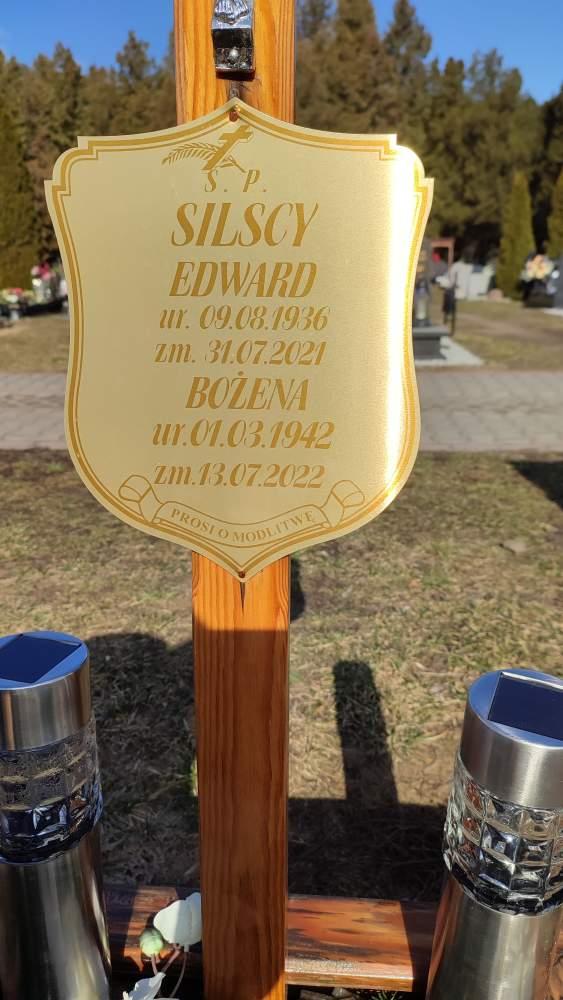 Ś. P.
SILSCY
EDWARD
ur. 09.08.1936
zm. 31.07.2021
BOŻENA
ur.01.03.1942
zm.13.07.2022
PROSI O MODLITWĘ